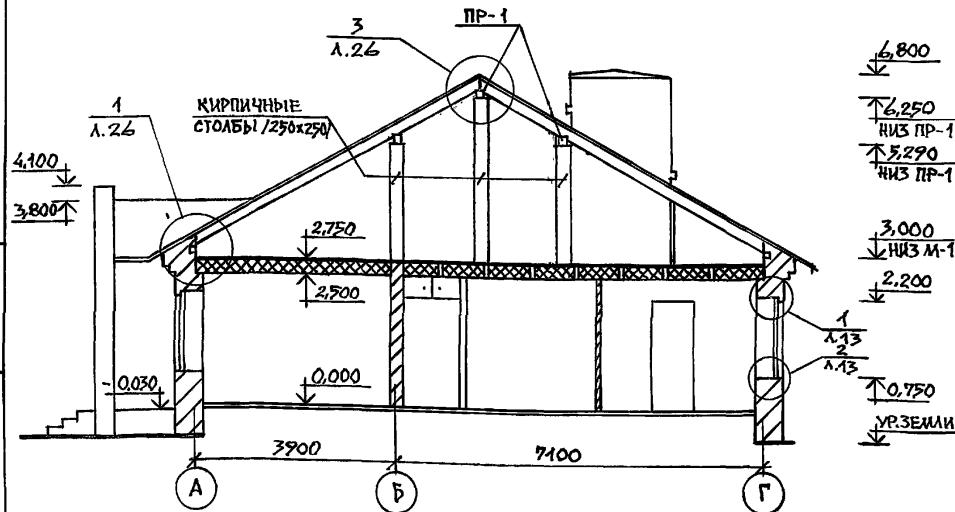 ПР-1
3
Л.26
6,800
1
Л.26
КИРПИЧНЫЕ
СТОЛБЫ /250х250/
6,250
НИЗ ПР-1
5,290
НИЗ ПР-1
4,100
3,800
2,750
3,000
НИЗ М-1
2,500
2,200
1
Л.13
2
Л.13
-0,030
0,000
0,750
УР.ЗЕМЛИ
3900
7100
А
Б
Г